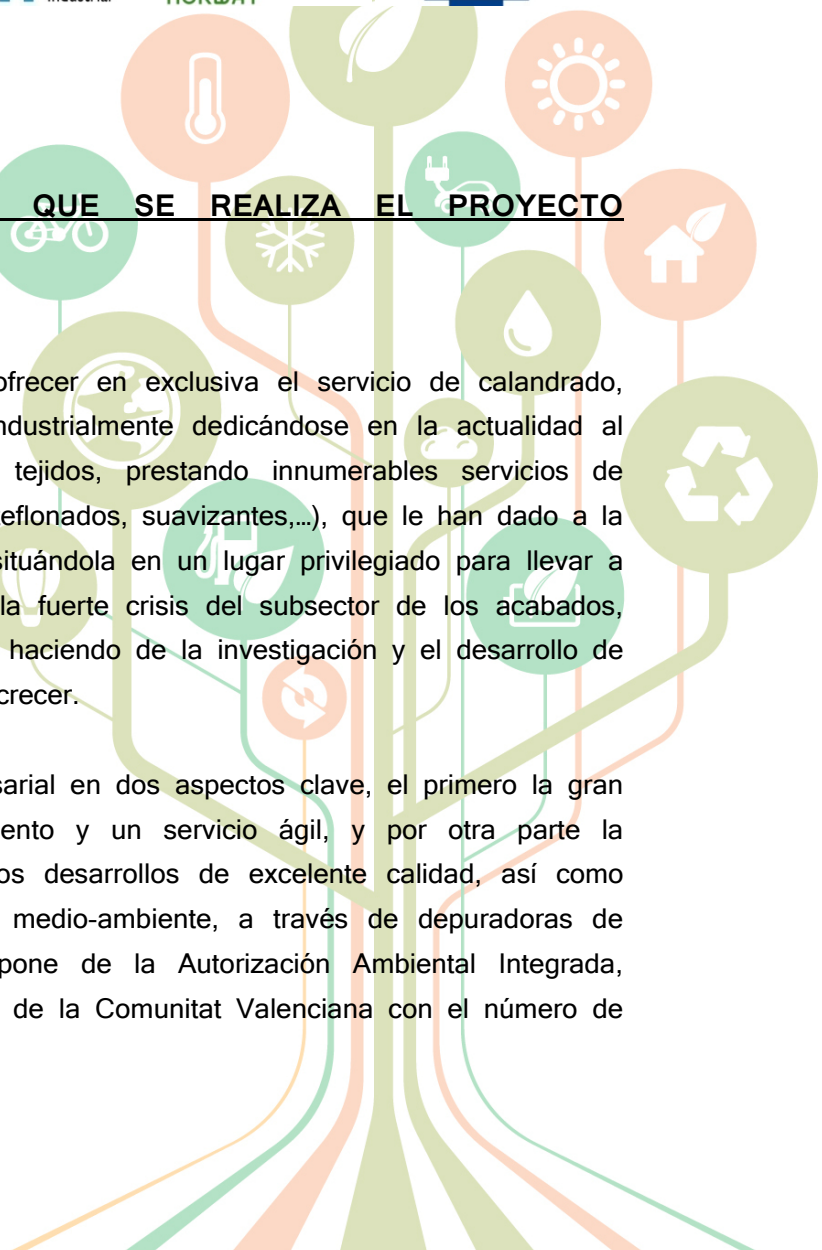 QUE SE REALIZA EL PROYECTO
ofrecer en exclusiva el servicio de calandrado,
industrialmente dedicándose en la actualidad al
tejidos, prestando innumerables servicios de
teflonados, suavizantes,...), que le han dado a la
situándola en un lugar privilegiado para llevar a
la fuerte crisis del subsector de los acabados,
haciendo de la investigación y el desarrollo de
crecer.
sarial en dos aspectos clave, el primero la gran
iento y un servicio ágil, y por otra parte la
os desarrollos de excelente calidad, así como
medio-ambiente, a través de depuradoras de
pone de la Autorización Ambiental Integrada,
de la Comunitat Valenciana con el número de